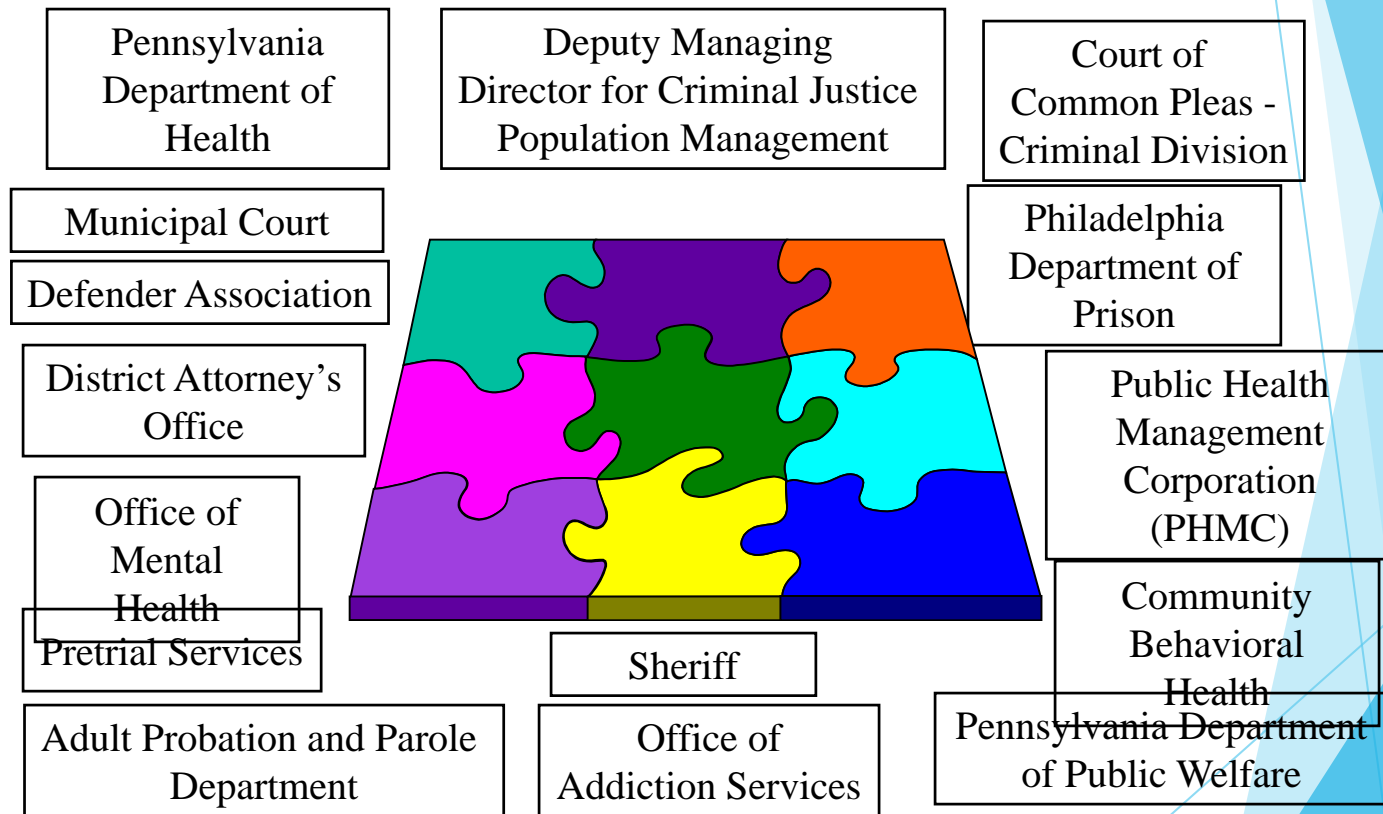 Pennsylvania
Department of
Health
Deputy Managing
Director for Criminal Justice
Population Management
Court of
Common Pleas -
Criminal Division
Municipal Court
Philadelphia
Department of
Prison
Defender Association
District Attorney’s
Office
Public Health
Management
Corporation
(PHMC)
Office of
Mental
Health
Pretrial Services
Community
Behavioral
Health
Sheriff
Adult Probation and Parole
Department
Office of
Addiction Services
Pennsylvania Department
of Public Welfare